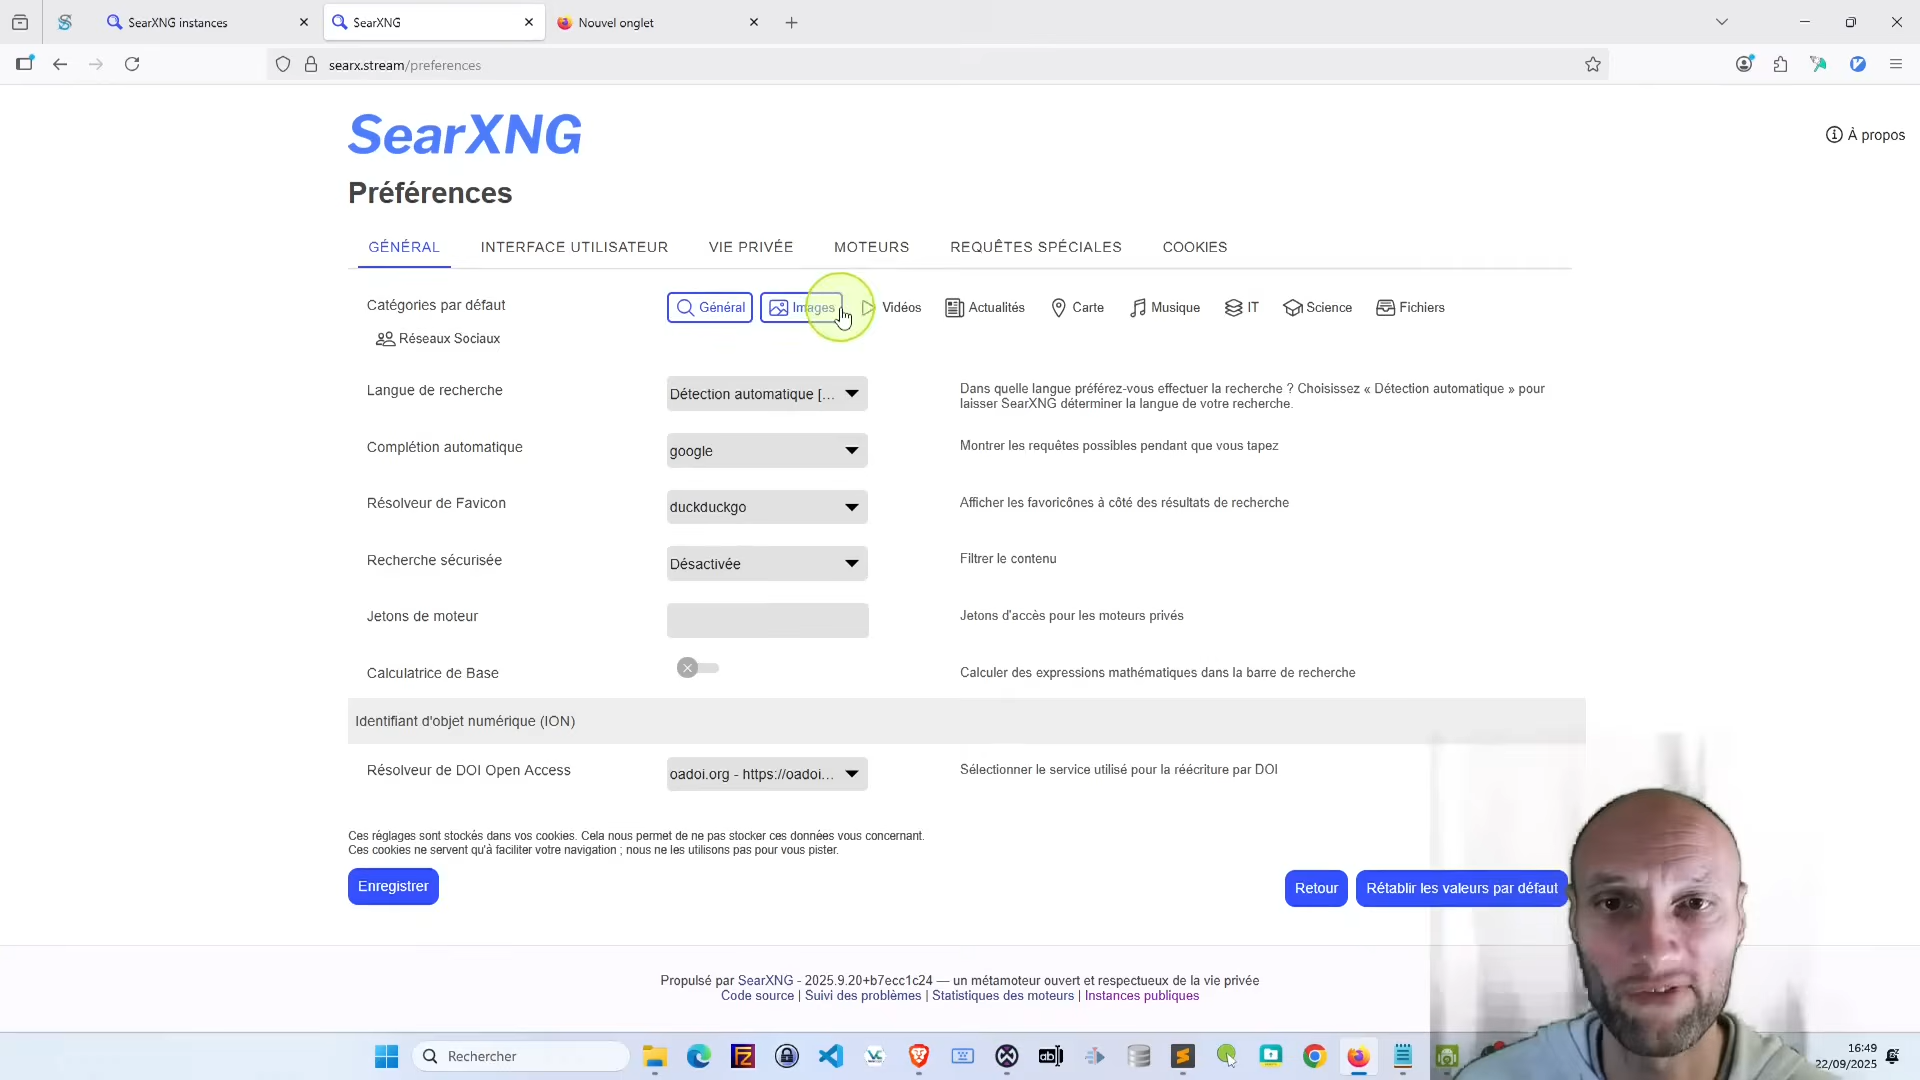 SearXNG instances
SearXNG
Nouvel onglet
searx.stream/preferences
SearXNG
À propos
Préférences
GÉNÉRAL
INTERFACE UTILISATEUR
VIE PRIVÉE
MOTEURS
REQUÊTES SPÉCIALES
COOKIES
Catégories par défaut
Général
Images
Vidéos
Actualités
Carte
Musique
IT
Science
Fichiers
Réseaux Sociaux
Langue de recherche
Détection automatique [...
Dans quelle langue préférez-vous effectuer la recherche ? Choisissez « Détection automatique » pour
laisser SearXNG déterminer la langue de votre recherche.
Complétion automatique
google
Montrer les requêtes possibles pendant que vous tapez
Résolveur de Favicon
duckduckgo
Afficher les favoricônes à côté des résultats de recherche
Recherche sécurisée
Désactivée
Filtrer le contenu
Jetons de moteur
Jetons d'accès pour les moteurs privés
Calculatrice de Base
Calculer des expressions mathématiques dans la barre de recherche
Identifiant d'objet numérique (ION)
Résolveur de DOI Open Access
oadoi.org - https://oadoi...
Sélectionner le service utilisé pour la réécriture par DOI
Ces réglages sont stockés dans vos cookies. Cela nous permet de ne pas stocker ces données vous concernant.
Ces cookies ne servent qu'à faciliter votre navigation ; nous ne les utilisons pas pour vous pister.
Enregistrer
Retour
Rétablir les valeurs par défaut
Propulsé par SearXNG - 2025.9.20+b7ecc1c24 — un métamoteur ouvert et respectueux de la vie privée
Code source | Suivi des problèmes | Statistiques des moteurs | Instances publiques
Rechercher
16:49
22/09/2025